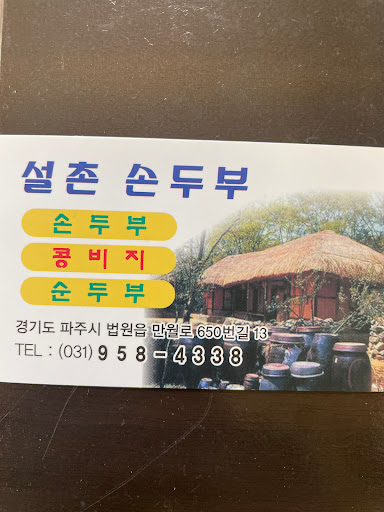 설촌 손두부
손두부
콩비지
순두부
경기도 파주시 법원읍 만월로 650번길 13
TEL : (031) 958-4338